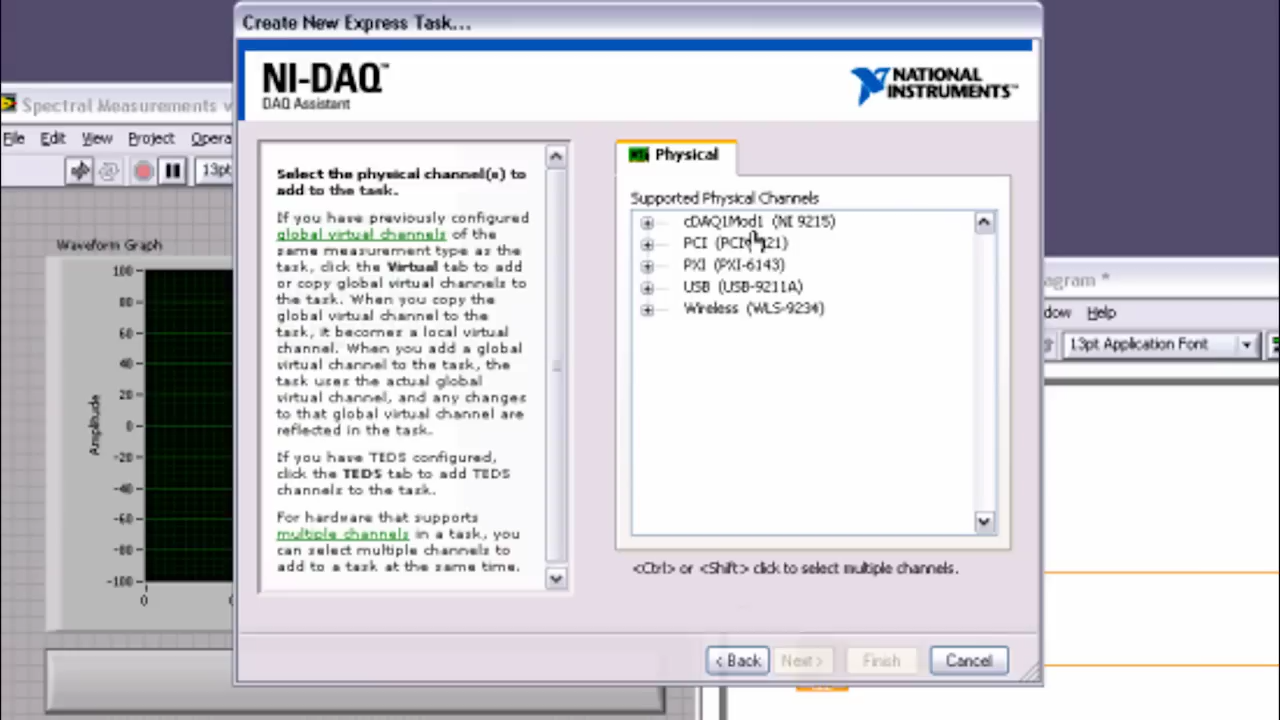 Create New Express Task...
NI-DAQ™
DAQ Assistant
NATIONAL
INSTRUMENTS™
Spectral Measurements
File Edit View Project Opera
13pt
Waveform Graph
100
80
60
40
20
0
-20
-40
-60
-80
-100
Amplitude
0
Select the physical channel(s) to
add to the task.
If you have previously configured
global virtual channels of the
same measurement type as the
task, click the Virtual tab to add
or copy global virtual channels to
the task. When you copy the
global virtual channel to the
task, it becomes a local virtual
channel. When you add a global
virtual channel to the task, the
task uses the actual global
virtual channel, and any changes
to that global virtual channel are
reflected in the task.
If you have TEDS configured,
click the TEDS tab to add TEDS
channels to the task.
For hardware that supports
multiple channels in a task, you
can select multiple channels to
add to a task at the same time.
Physical
Supported Physical Channels
cDAQ1Mod1 (NI 9215)
PCI
PXI (PXI-6143)
USB (USB-9211A)
Wireless (WLS-9234)
<Ctrl> or <Shift> click to select multiple channels.
< Back Next > Finish Cancel
agram *
dow Help
13pt Application Font